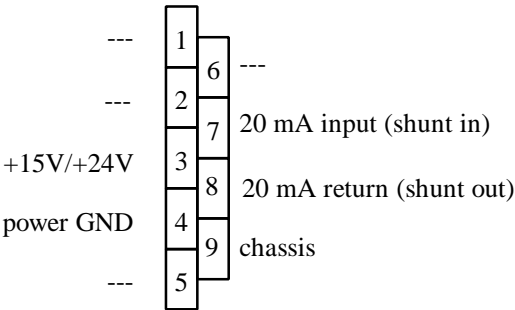 --- 1
6 ---
--- 2
7 20 mA input (shunt in)
+15V/+24V 3
8 20 mA return (shunt out)
power GND 4
9 chassis
--- 5